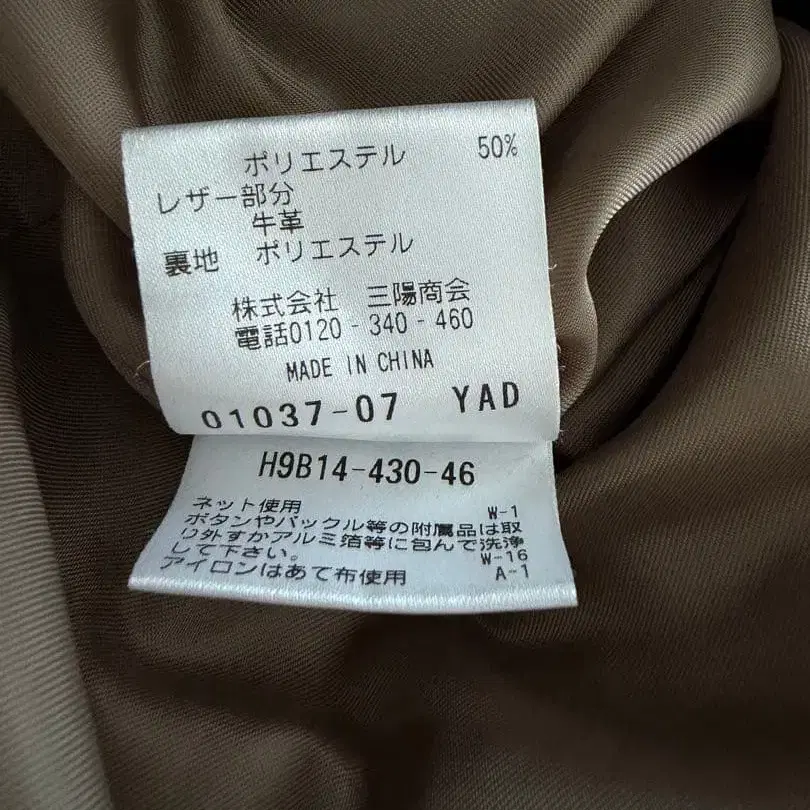 ポリエステル 50%
レザー部分
牛革
裏地 ポリエステル
株式会社 三陽商会
電話0120-340-460
MADE IN CHINA
01037-07 YAD
H9B14-430-46
ネット使用 W-1
ボタンやバックル等の附属品は取
り外すかアルミ箔等に包んで洗浄
して下さい。 W-16
アイロンはあて布使用 A-1